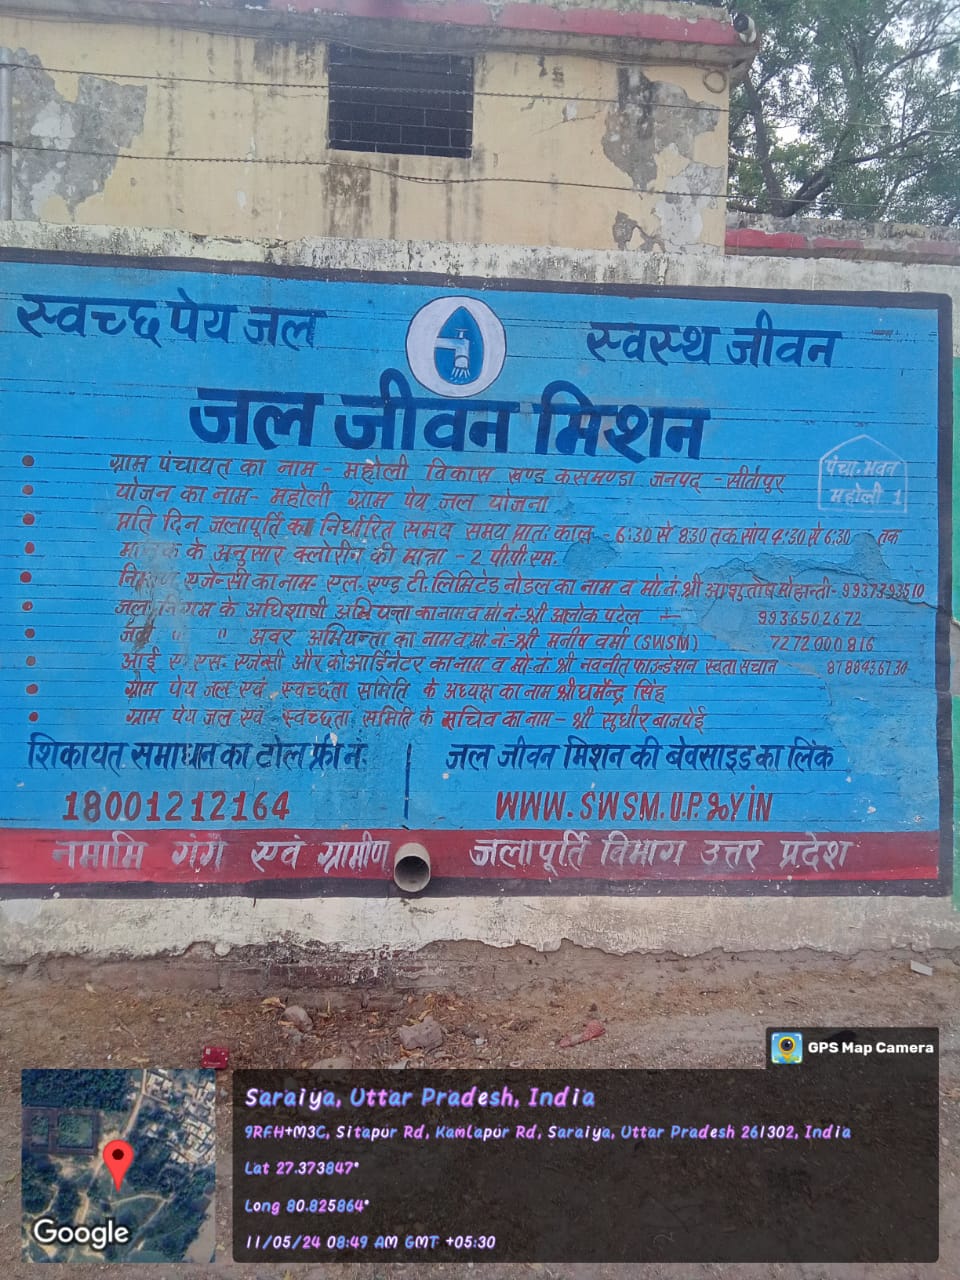 स्वच्छ पेय जल
स्वस्थ जीवन
जल जीवन मिशन
ग्राम पंचायत का नाम - महोली विकास खण्ड कसमण्डा जनपद - सीतापुर
योजन का नाम - महोली ग्राम पेय जल योजना
पंचा. भवन
महोली 1
प्रति दिन जलापूर्ति का निर्धारित समय समय प्रातः काल - 6:30 से 8:30 तक सांय 4:30 से 6:30 तक
मानक के अनुसार क्लोरीन की मात्रा - 2 पी.पी.एम.
निर्माण एजेन्सी का नाम- एल. एण्ड टी. लिमिटेड नोडल का नाम व मो.नं. श्री आशुतोष मोहन्ती - 9937393510
जल निगम के अधिशाषी अभियन्ता का नाम व मो.नं.-श्री आलोक पटेल - 9936502672
जल " " अवर अभियन्ता का नाम व मो.नं-श्री मनीष वर्मा (SWSM) 7272000816
आई एस. एजेन्सी और कोआर्डिनेटर का नाम व मो.नं. श्री नवनीत फाउन्डेशन
ग्राम पेय जल एवं स्वच्छता समिति के अध्यक्ष का नाम श्री धर्मेन्द्र सिंह
ग्राम पेय जल एवं स्वच्छता समिति के सचिव का नाम - श्री सुधीर बाजपेई
शिकायत समाधान का टोल फ्री नं.
जल जीवन मिशन की बेवसाइड का लिंक
18001212164
WWW.SWSM.U.P.%YiN
नमामि गंगे एवं ग्रामीण जलापूर्ति विभाग उत्तर प्रदेश
GPS Map Camera
Saraiya, Uttar Pradesh, India
9RFH+M3C, Sitapur Rd, Kamlapur Rd, Saraiya, Uttar Pradesh 261302, India
Lat 27.373847°
Long 80.825864°
11/05/24 08:49 AM GMT +05:30
Google